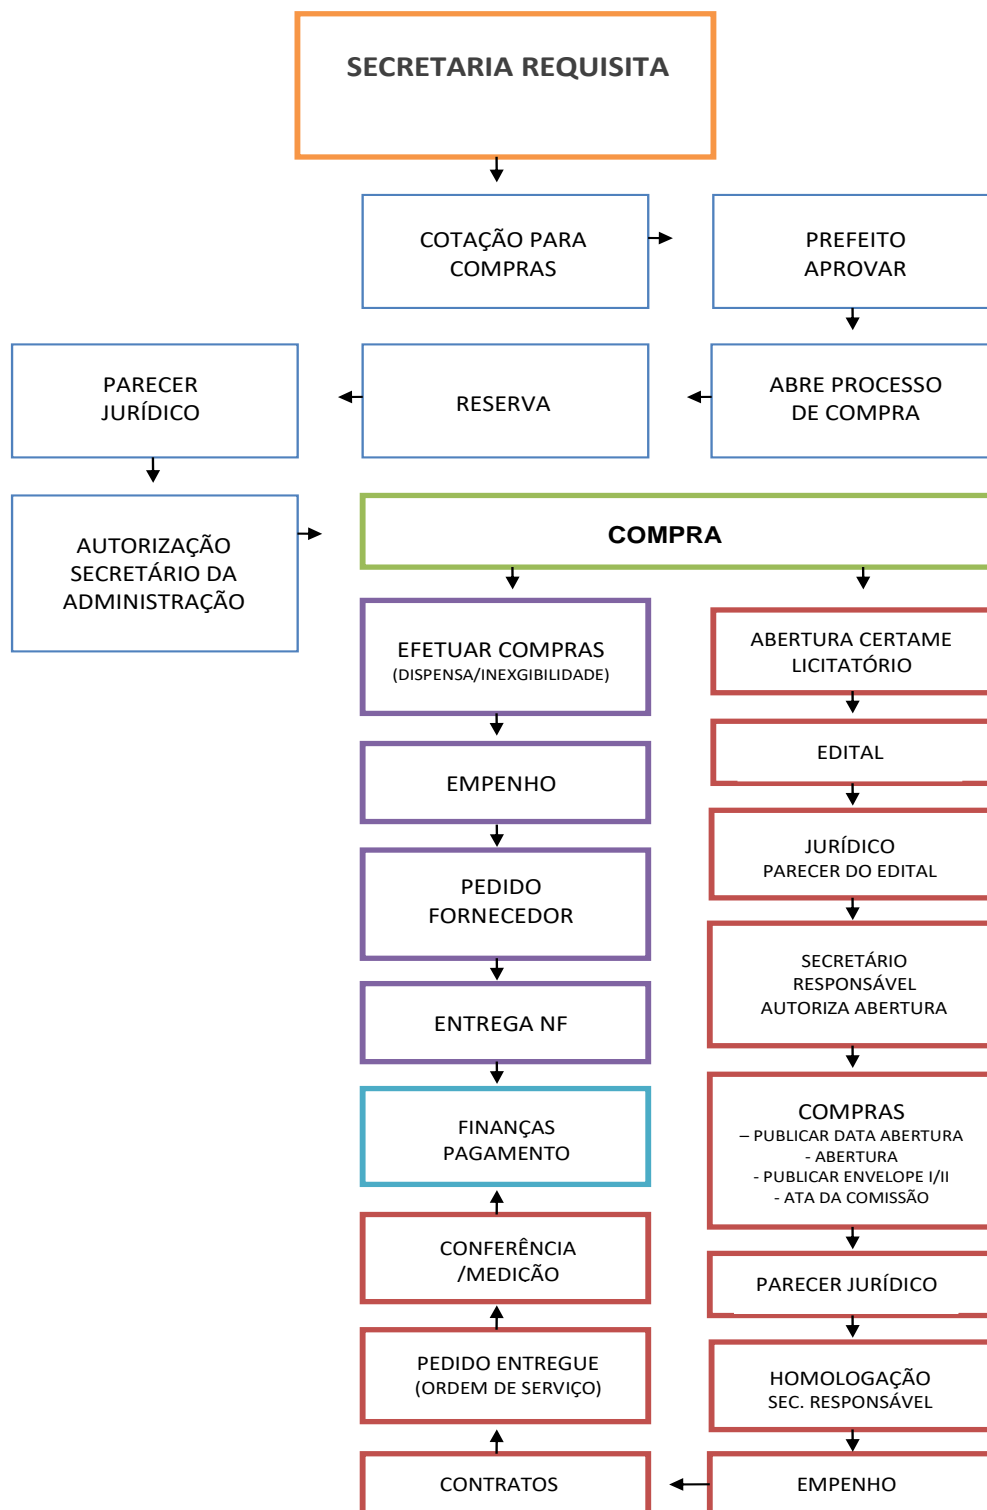 SECRETARIA REQUISITA
COTAÇÃO PARA
COMPRAS
PREFEITO
APROVAR
PARECER
JURÍDICO
RESERVA
ABRE PROCESSO
DE COMPRA
AUTORIZAÇÃO
SECRETÁRIO DA
ADMINISTRAÇÃO
COMPRA
EFETUAR COMPRAS
(DISPENSA/INEXGIBILIDADE)
EMPENHO
PEDIDO
FORNECEDOR
ENTREGA NF
FINANÇAS
PAGAMENTO
CONFERÊNCIA
/MEDIÇÃO
PEDIDO ENTREGUE
(ORDEM DE SERVIÇO)
CONTRATOS
ABERTURA CERTAME
LICITATÓRIO
EDITAL
JURÍDICO
PARECER DO EDITAL
SECRETÁRIO
RESPONSÁVEL
AUTORIZA ABERTURA
COMPRAS
– PUBLICAR DATA ABERTURA
- ABERTURA
- PUBLICAR ENVELOPE I/II
- ATA DA COMISSÃO
PARECER JURÍDICO
HOMOLOGAÇÃO
SEC. RESPONSÁVEL
EMPENHO